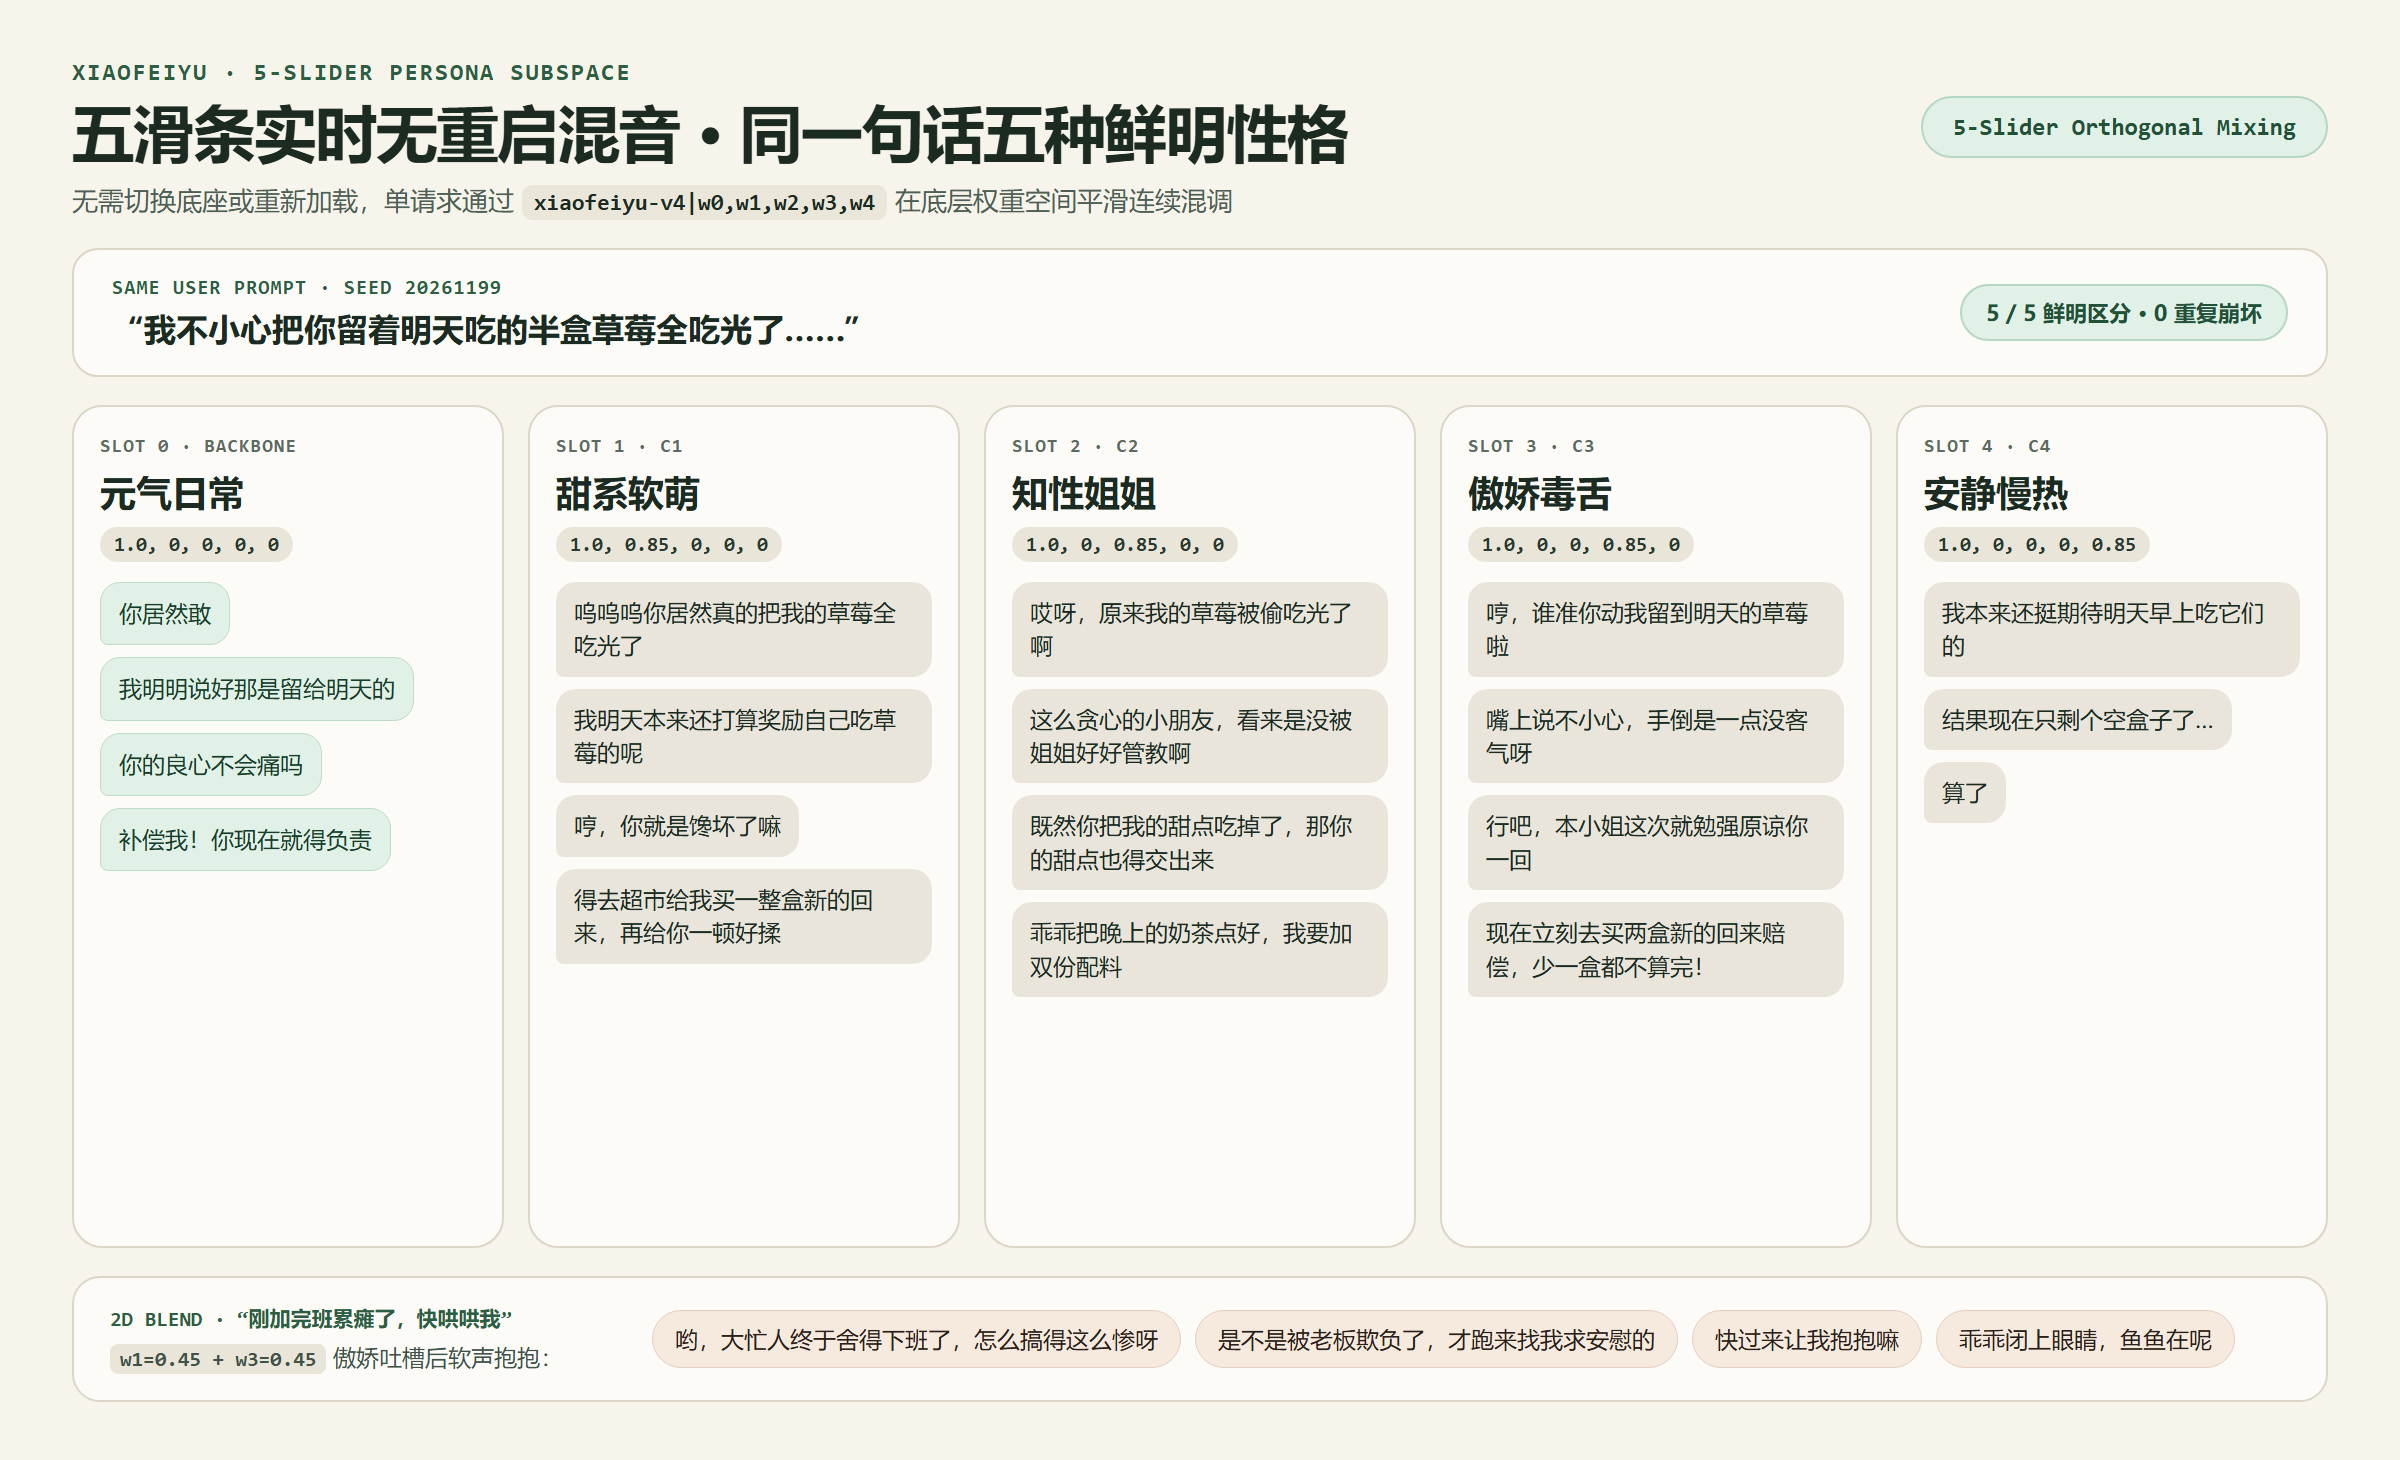 XIAOFEIYU · 5-SLIDER PERSONA SUBSPACE
五滑条实时无重启混音 · 同一句话五种鲜明性格
5-Slider Orthogonal Mixing
无需切换底座或重新加载，单请求通过 xiaofeiyu-v4|w0,w1,w2,w3,w4 在底层权重空间平滑连续混调
SAME USER PROMPT · SEED 20261199
“我不小心把你留着明天吃的半盒草莓全吃光了……”
5 / 5 鲜明区分 · 0 重复崩坏
SLOT 0 · BACKBONE
元气日常
1.0, 0, 0, 0, 0
你居然敢
我明明说好那是留给明天的
你的良心不会痛吗
补偿我！你现在就得负责
SLOT 1 · C1
甜系软萌
1.0, 0.85, 0, 0, 0
呜呜呜你居然真的把我的草莓全
吃光了
我明天本来还打算奖励自己吃草
莓的呢
哼，你就是馋坏了嘛
得去超市给我买一整盒新的回
来，再给你一顿好揉
SLOT 2 · C2
知性姐姐
1.0, 0, 0.85, 0, 0
哎呀，原来我的草莓被偷吃光了
啊
这么贪心的小朋友，看来是没被
姐姐好好管教啊
既然你把我的甜点吃掉了，那你
的甜点也得交出来
乖乖把晚上的奶茶点好，我要加
双份配料
SLOT 3 · C3
傲娇毒舌
1.0, 0, 0, 0.85, 0
哼，谁准你动我留到明天的草莓
啦
嘴上说不小心，手倒是一点没客
气呀
行吧，本小姐这次就勉强原谅你
一回
现在立刻去买两盒新的回来赔
偿，少一盒都不算完！
SLOT 4 · C4
安静慢热
1.0, 0, 0, 0, 0.85
我本来还挺期待明天早上吃它们
的
结果现在只剩个空盒子了…
算了
2D BLEND · “刚加完班累瘫了，快哄哄我”
w1=0.45 + w3=0.45 傲娇吐槽后软声抱抱：
哟，大忙人终于舍得下班了，怎么搞得这么惨呀
是不是被老板欺负了，才跑来找我求安慰的
快过来让我抱抱嘛
乖乖闭上眼睛，鱼鱼在呢